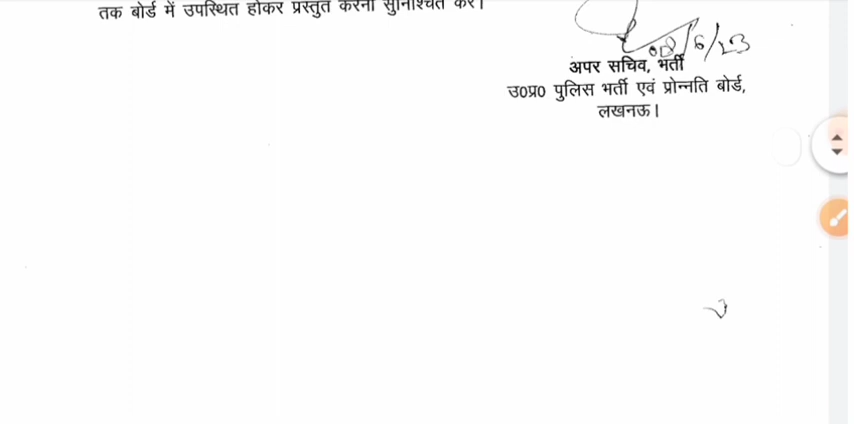 तक बोर्ड में उपस्थित होकर प्रस्तुत करना सुनिश्चित करें।
08/6/23
अपर सचिव, भर्ती
उ0प्र0 पुलिस भर्ती एवं प्रोन्नति बोर्ड,
लखनऊ।